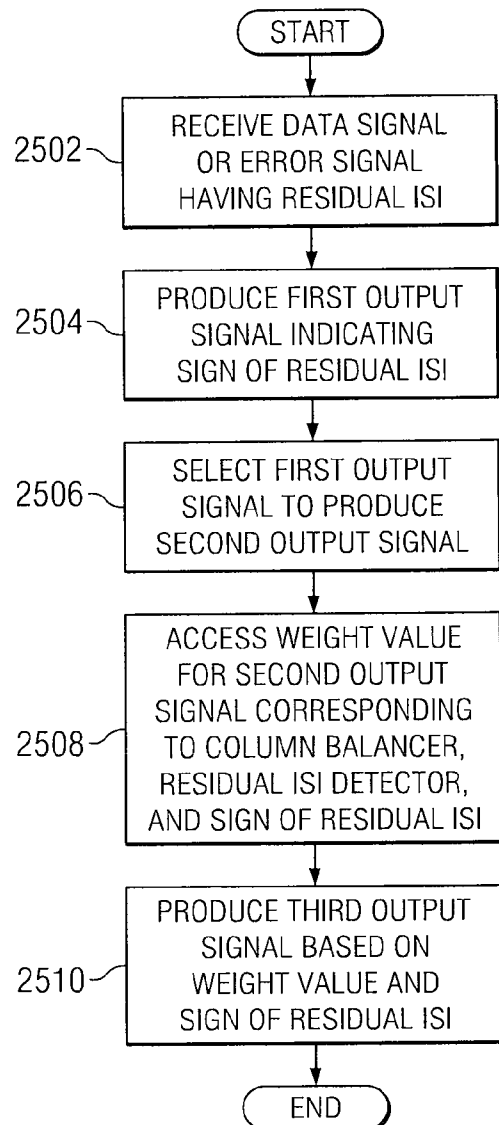 START
2502
RECEIVE DATA SIGNAL
OR ERROR SIGNAL
HAVING RESIDUAL ISI
2504
PRODUCE FIRST OUTPUT
SIGNAL INDICATING
SIGN OF RESIDUAL ISI
2506
SELECT FIRST OUTPUT
SIGNAL TO PRODUCE
SECOND OUTPUT SIGNAL
2508
ACCESS WEIGHT VALUE
FOR SECOND OUTPUT
SIGNAL CORRESPONDING
TO COLUMN BALANCER,
RESIDUAL ISI DETECTOR,
AND SIGN OF RESIDUAL ISI
2510
PRODUCE THIRD OUTPUT
SIGNAL BASED ON
WEIGHT VALUE AND
SIGN OF RESIDUAL ISI
END